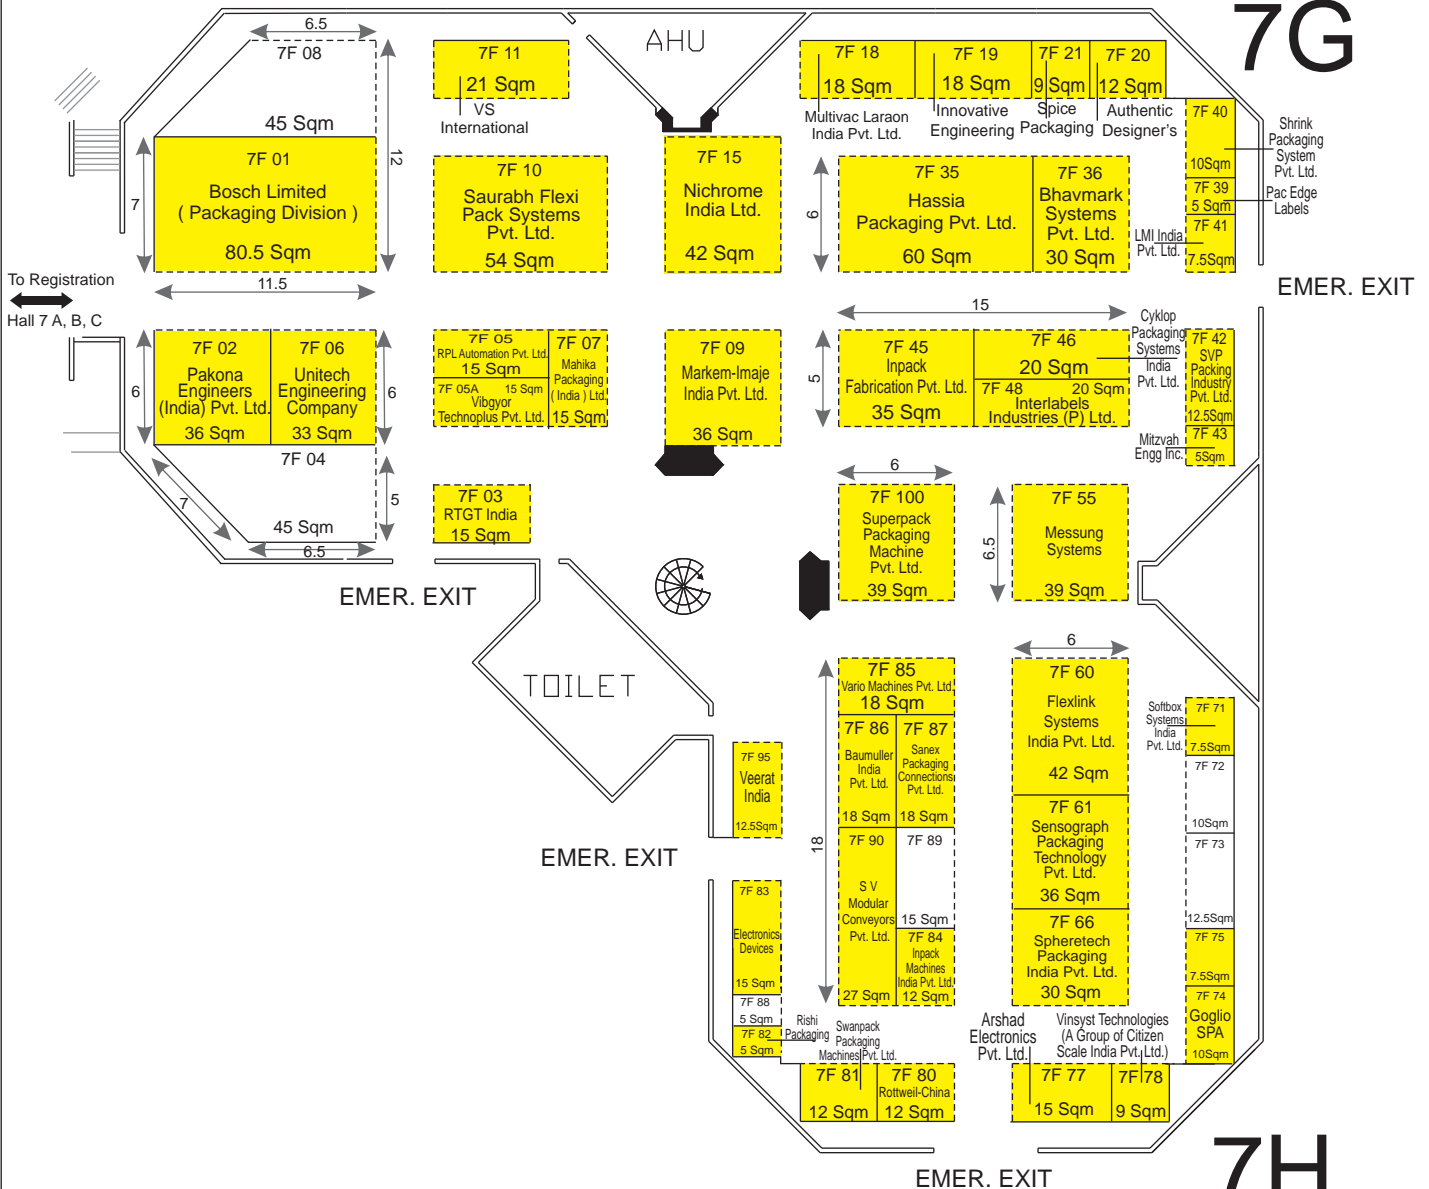 7G
6.5
7F 08
45 Sqm
12
7F 01
Bosch Limited
( Packaging Division )
80.5 Sqm
7
11.5
To Registration
Hall 7 A, B, C
7F 11
21 Sqm
VS
International
AHU
7F 10
Saurabh Flexi
Pack Systems
Pvt. Ltd.
54 Sqm
7F 15
Nichrome
India Ltd.
42 Sqm
7F 18
18 Sqm
Multivac Laraon
India Pvt. Ltd.
7F 19
18 Sqm
Innovative
Engineering
7F 21
9 Sqm
Spice
Packaging
7F 20
12 Sqm
Authentic
Designer's
7F 40
10Sqm
Shrink
Packaging
System
Pvt. Ltd.
7F 39
5 Sqm
Pac Edge
Labels
7F 41
7.5Sqm
LMI India
Pvt. Ltd.
6
7F 35
Hassia
Packaging Pvt. Ltd.
60 Sqm
7F 36
Bhavmark
Systems
Pvt. Ltd.
30 Sqm
EMER. EXIT
6
7F 02
Pakona
Engineers
(India) Pvt. Ltd.
36 Sqm
7F 06
Unitech
Engineering
Company
33 Sqm
6
7F 04
45 Sqm
7
5
6.5
7F 05
RPL Automation Pvt. Ltd.
15 Sqm
7F 05A 15 Sqm
Vibgyor
Technoplus Pvt. Ltd.
7F 07
Mahika
Packaging
( India ) Ltd.
15 Sqm
7F 03
RTGT India
15 Sqm
7F 09
Markem-Imaje
India Pvt. Ltd.
36 Sqm
15
5
7F 45
Inpack
Fabrication Pvt. Ltd.
35 Sqm
7F 46
20 Sqm
Cyklop
Packaging
Systems
India
Pvt. Ltd.
7F 48 20 Sqm
Interlabels
Industries (P) Ltd.
7F 42
SVP
Packing
Industry
Pvt. Ltd.
12.5Sqm
7F 43
5Sqm
Mitzvah
Engg Inc.
6
7F 100
Superpack
Packaging
Machine
Pvt. Ltd.
39 Sqm
6.5
7F 55
Messung
Systems
39 Sqm
EMER. EXIT
TOILET
18
7F 85
Vario Machines Pvt. Ltd.
18 Sqm
7F 86
Baumuller
India
Pvt. Ltd.
18 Sqm
7F 87
Sanex
Packaging
Connections
Pvt. Ltd.
18 Sqm
7F 90
S V
Modular
Conveyors
Pvt. Ltd.
27 Sqm
7F 89
15 Sqm
7F 84
Inpack
Machines
India Pvt. Ltd.
12 Sqm
6
7F 60
Flexlink
Systems
India Pvt. Ltd.
42 Sqm
7F 61
Sensograph
Packaging
Technology
Pvt. Ltd.
36 Sqm
7F 66
Spheretech
Packaging
India Pvt. Ltd.
30 Sqm
Softbox
Systems
India
Pvt. Ltd.
7F 71
7.5Sqm
7F 72
10Sqm
7F 73
12.5Sqm
7F 75
7.5Sqm
7F 74
Goglio
SPA
10Sqm
7F 95
Veerat
India
12.5Sqm
EMER. EXIT
7F 83
Electronics
Devices
15 Sqm
7F 88
5 Sqm
7F 82
5 Sqm
Rishi
Packaging
Swanpack
Packaging
Machines Pvt. Ltd.
7F 81
12 Sqm
7F 80
Rottweil-China
12 Sqm
Arshad
Electronics
Pvt. Ltd.
7F 77
15 Sqm
Vinsyst Technologies
(A Group of Citizen
Scale India Pvt. Ltd.)
7F 78
9 Sqm
EMER. EXIT
7H